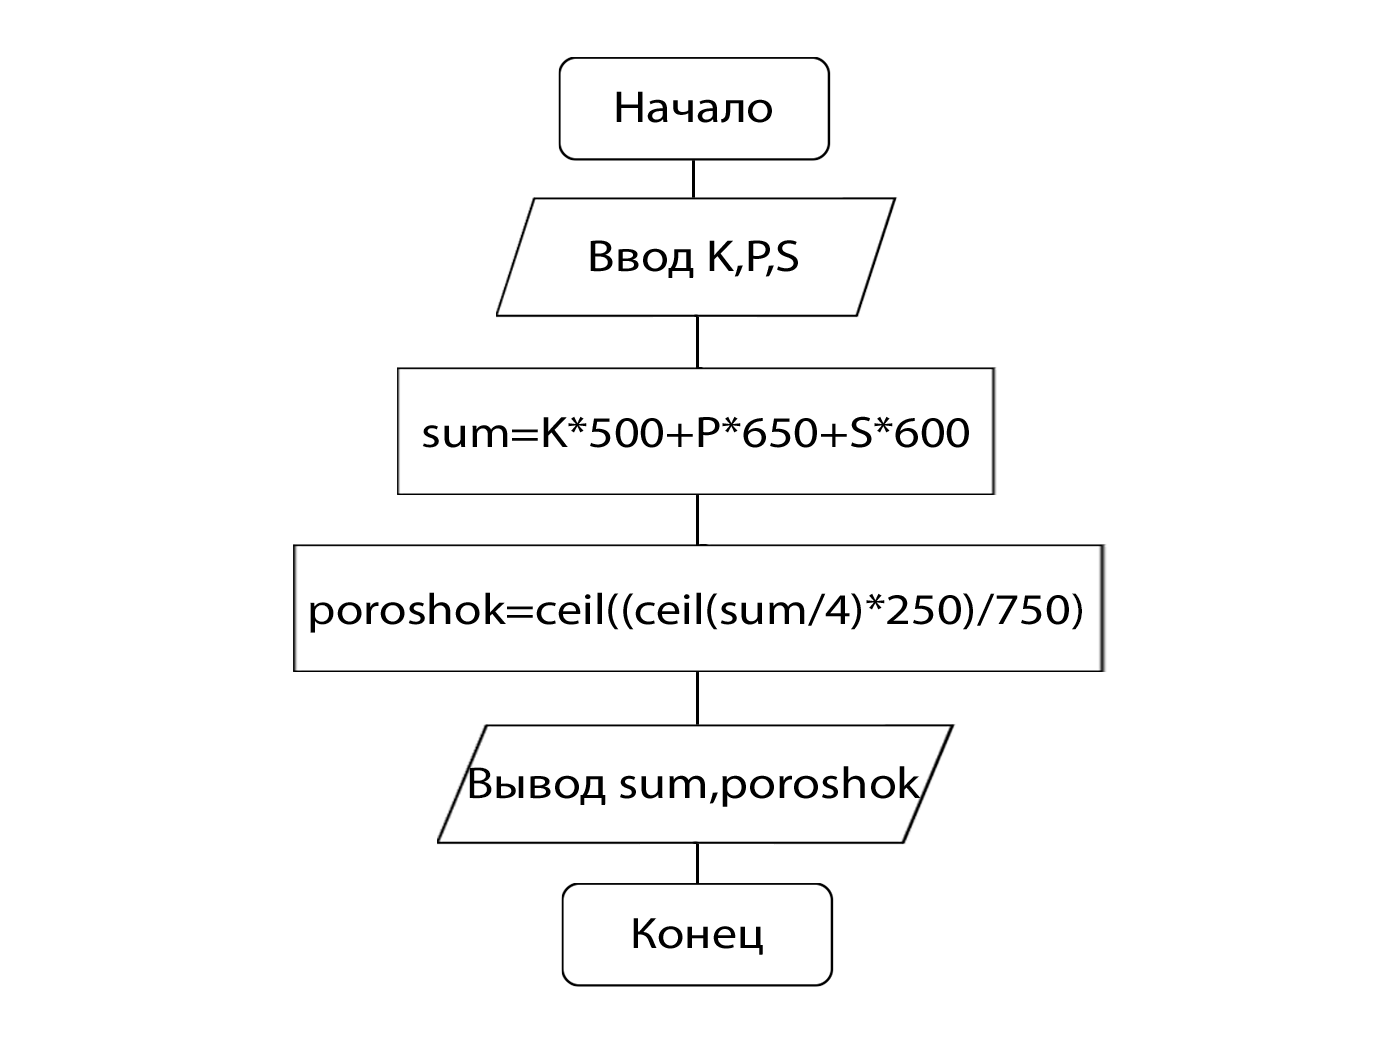 Начало
Ввод K,P,S
sum=K*500+P*650+S*600
poroshok=ceil((ceil(sum/4)*250)/750)
Вывод sum,poroshok
Конец